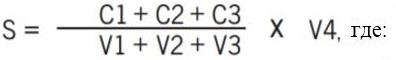 S = C1 + C2 + C3 / V1 + V2 + V3 X V4, где: